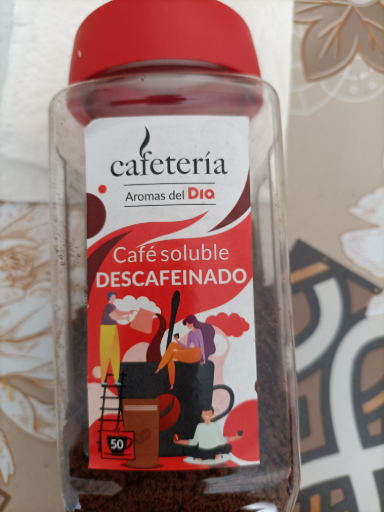 cafetería
Aromas del Dia
Café soluble
DESCAFEINADO
50